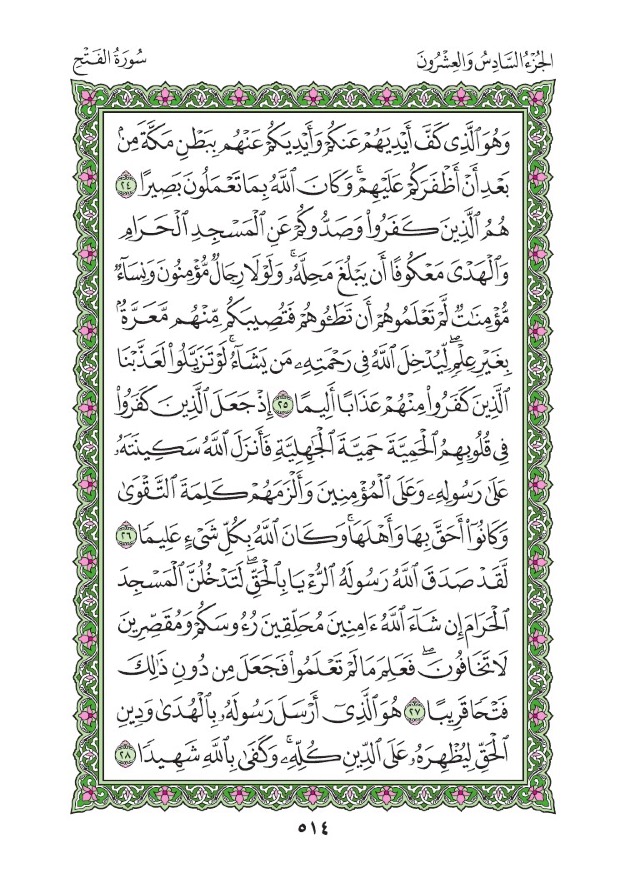 الجُزْءُ السَّادِسُ وَالعِشْرُونَ
سُورَةُ الفَتْحِ
وَهُوَ ٱلَّذِى كَفَّ أَيْدِيَهُمْ عَنكُمْ وَأَيْدِيَكُمْ عَنْهُم بِبَطْنِ مَكَّةَ مِنۢ
بَعْدِ أَنْ أَظْفَرَكُمْ عَلَيْهِمْ ۚ وَكَانَ ٱللَّهُ بِمَا تَعْمَلُونَ بَصِيرًا ٢٤
هُمُ ٱلَّذِينَ كَفَرُوا۟ وَصَدُّوكُمْ عَنِ ٱلْمَسْجِدِ ٱلْحَرَامِ
وَٱلْهَدْىَ مَعْكُوفًا أَن يَبْلُغَ مَحِلَّهُۥ ۚ وَلَوْلَا رِجَالٌ مُّؤْمِنُونَ وَنِسَآءٌ
مُّؤْمِنَـٰتٌ لَّمْ تَعْلَمُوهُمْ أَن تَطَـُٔوهُمْ فَتُصِيبَكُم مِّنْهُم مَّعَرَّةٌۢ
بِغَيْرِ عِلْمٍ ۖ لِّيُدْخِلَ ٱللَّهُ فِى رَحْمَتِهِۦ مَن يَشَآءُ ۚ لَوْ تَزَيَّلُوا۟ لَعَذَّبْنَا
ٱلَّذِينَ كَفَرُوا۟ مِنْهُمْ عَذَابًا أَلِيمًا ٢٥ إِذْ جَعَلَ ٱلَّذِينَ كَفَرُوا۟
فِى قُلُوبِهِمُ ٱلْحَمِيَّةَ حَمِيَّةَ ٱلْجَـٰهِلِيَّةِ فَأَنزَلَ ٱللَّهُ سَكِينَتَهُۥ
عَلَىٰ رَسُولِهِۦ وَعَلَى ٱلْمُؤْمِنِينَ وَأَلْزَمَهُمْ كَلِمَةَ ٱلتَّقْوَىٰ
وَكَانُوٓا۟ أَحَقَّ بِهَا وَأَهْلَهَا ۚ وَكَانَ ٱللَّهُ بِكُلِّ شَىْءٍ عَلِيمًا ٢٦
لَّقَدْ صَدَقَ ٱللَّهُ رَسُولَهُ ٱلرُّءْيَا بِٱلْحَقِّ ۖ لَتَدْخُلُنَّ ٱلْمَسْجِدَ
ٱلْحَرَامَ إِن شَآءَ ٱللَّهُ ءَامِنِينَ مُحَلِّقِينَ رُءُوسَكُمْ وَمُقَصِّرِينَ
لَا تَخَافُونَ ۖ فَعَلِمَ مَا لَمْ تَعْلَمُوا۟ فَجَعَلَ مِن دُونِ ذَٰلِكَ
فَتْحًا قَرِيبًا ٢٧ هُوَ ٱلَّذِىٓ أَرْسَلَ رَسُولَهُۥ بِٱلْهُدَىٰ وَدِينِ
ٱلْحَقِّ لِيُظْهِرَهُۥ عَلَى ٱلدِّينِ كُلِّهِۦ ۚ وَكَفَىٰ بِٱللَّهِ شَهِيدًا ٢٨
٥١٤